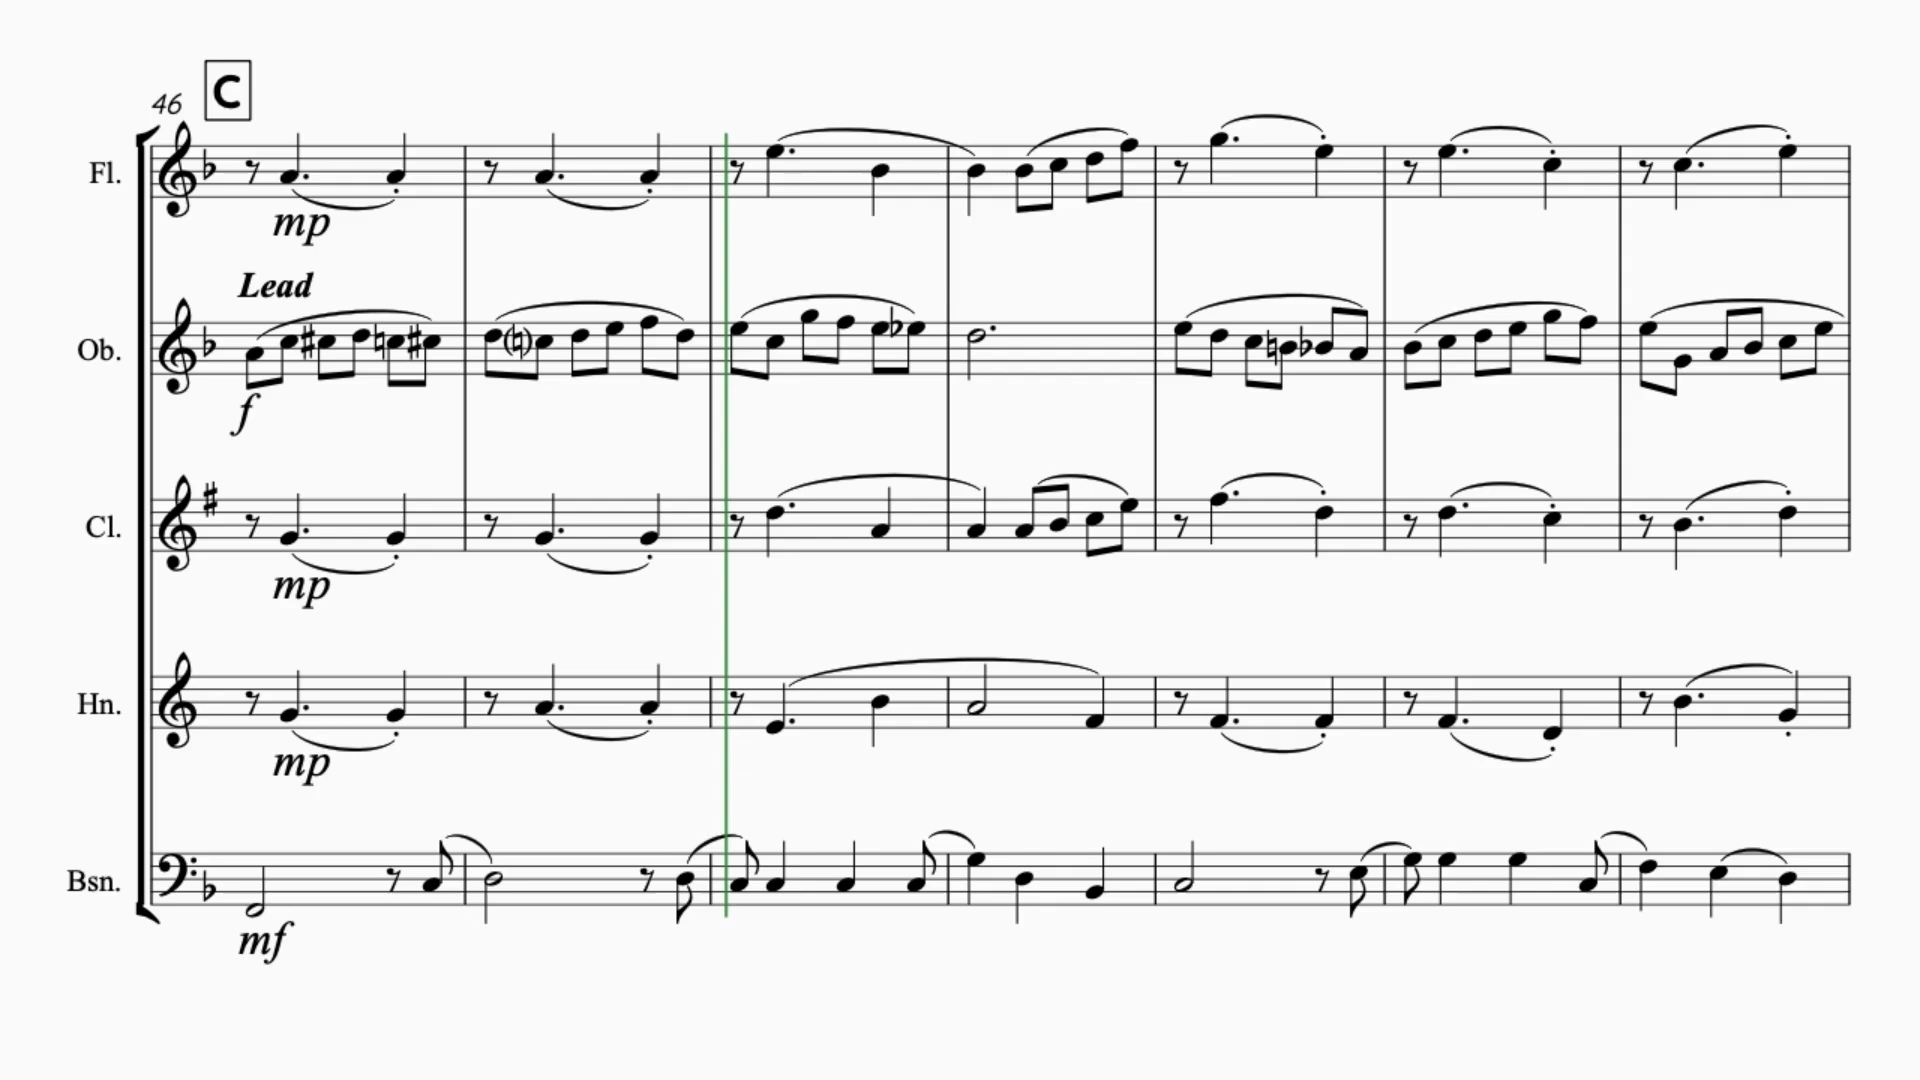 46 C
Fl.
mp
Lead
Ob.
f
Cl.
mp
Hn.
mp
Bsn.
mf